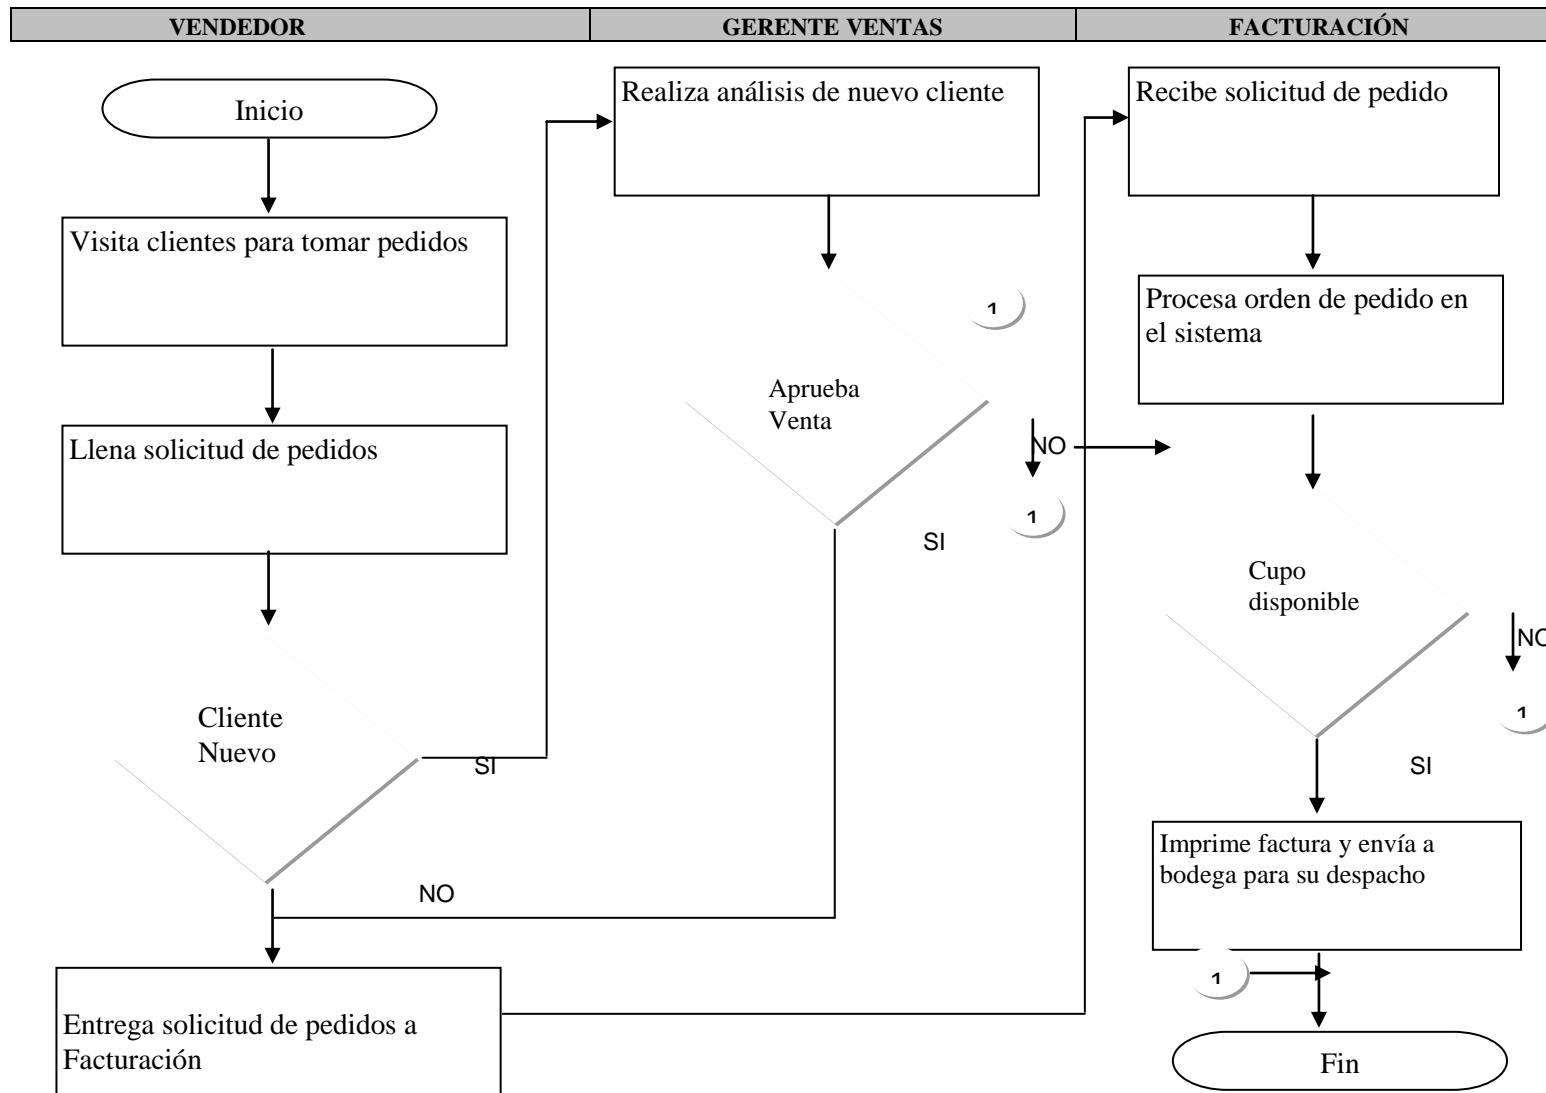 VENDEDOR
GERENTE VENTAS
FACTURACIÓN
Inicio
Visita clientes para tomar pedidos
Llena solicitud de pedidos
Cliente
Nuevo
SI
NO
Entrega solicitud de pedidos a
Facturación
Realiza análisis de nuevo cliente
1
Aprueba
Venta
NO
1
SI
Recibe solicitud de pedido
Procesa orden de pedido en
el sistema
Cupo
disponible
NO
1
SI
Imprime factura y envía a
bodega para su despacho
1
Fin